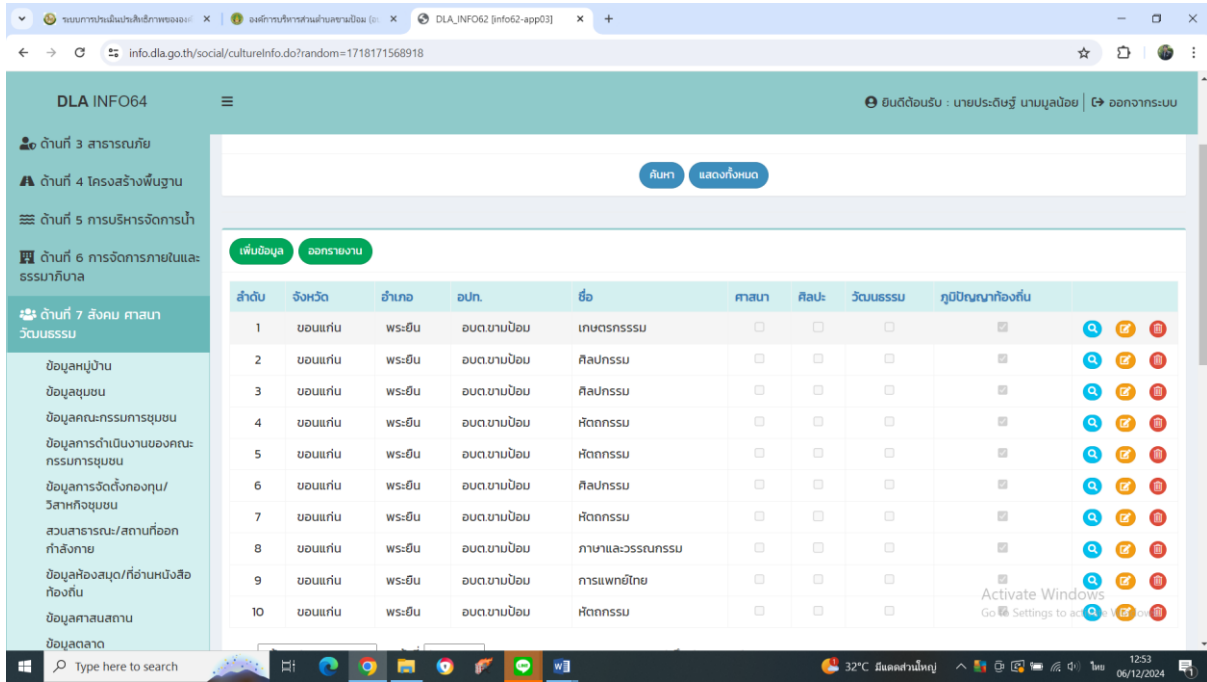 ระบบการประเมินประสิทธิภาพขององค์
องค์การบริหารส่วนตำบลขามป้อม (อบ
DLA_INFO62 [info62-app03]
info.dla.go.th/social/cultureInfo.do?random=1718171568918
DLA INFO64
ยินดีต้อนรับ : นายประดิษฐ์ นามมูลน้อย
ออกจากระบบ
ด้านที่ 3 สาธารณภัย
ด้านที่ 4 โครงสร้างพื้นฐาน
ด้านที่ 5 การบริหารจัดการน้ำ
ด้านที่ 6 การจัดการภายในและ
ธรรมาภิบาล
ด้านที่ 7 สังคม ศาสนา
วัฒนธรรม
ข้อมูลหมู่บ้าน
ข้อมูลชุมชน
ข้อมูลคณะกรรมการชุมชน
ข้อมูลการดำเนินงานของคณะ
กรรมการชุมชน
ข้อมูลการจัดตั้งกองทุน/
วิสาหกิจชุมชน
สวนสาธารณะ/สถานที่ออก
กำลังกาย
ข้อมูลห้องสมุด/ที่อ่านหนังสือ
ท้องถิ่น
ข้อมูลศาสนสถาน
ข้อมูลตลาด
ค้นหา แสดงทั้งหมด
เพิ่มข้อมูล ออกรายงาน
ลำดับ จังหวัด อำเภอ อปท. ชื่อ ศาสนา ศิลปะ วัฒนธรรม ภูมิปัญญาท้องถิ่น
1 ขอนแก่น พระยืน อบต.ขามป้อม เกษตรกรรรม
2 ขอนแก่น พระยืน อบต.ขามป้อม ศิลปกรรม
3 ขอนแก่น พระยืน อบต.ขามป้อม ศิลปกรรม
4 ขอนแก่น พระยืน อบต.ขามป้อม หัตถกรรม
5 ขอนแก่น พระยืน อบต.ขามป้อม หัตถกรรม
6 ขอนแก่น พระยืน อบต.ขามป้อม ศิลปกรรม
7 ขอนแก่น พระยืน อบต.ขามป้อม หัตถกรรม
8 ขอนแก่น พระยืน อบต.ขามป้อม ภาษาและวรรณกรรม
9 ขอนแก่น พระยืน อบต.ขามป้อม การแพทย์ไทย
10 ขอนแก่น พระยืน อบต.ขามป้อม หัตถกรรม
Activate Windows
Go to Settings to activate Windows.
Type here to search
32°C มีแดดส่วนใหญ่
ไทย
12:53
06/12/2024